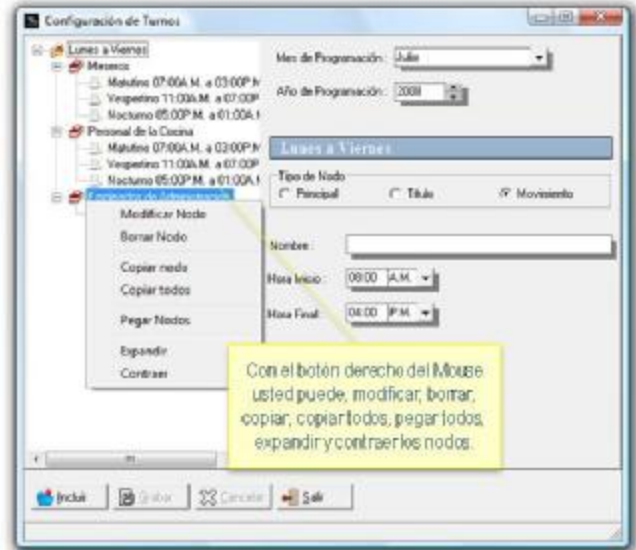 Configuración de Turnos
Lunes a Viernes
Meseros
Matutino 07:00A.M. a 03:00P.M
Vespertino 11:00A.M. a 07:00P
Nocturno 05:00P.M. a 01:00A.M
Personal de la Cocina
Matutino 07:00A.M. a 03:00P.M
Vespertino 11:00A.M. a 07:00P
Nocturno 05:00P.M. a 01:00A.M
de Administración
Modificar Nodo
Borrar Nodo
Copiar nodo
Copiar todos
Pegar Nodos
Expandir
Contraer
Mes de Programación: Julio
Año de Programación: 2008
Lunes a Viernes
Tipo de Nodo
Principal Título Movimiento
Nombre :
Hora Inicio : 08:00 A.M.
Hora Final: 04:00 P.M.
Con el botón derecho del Mouse
usted puede, modificar, borrar,
copiar, copiar todos, pegar todos,
expandir y contraer los nodos.
Incluir Grabar Cancelar Salir